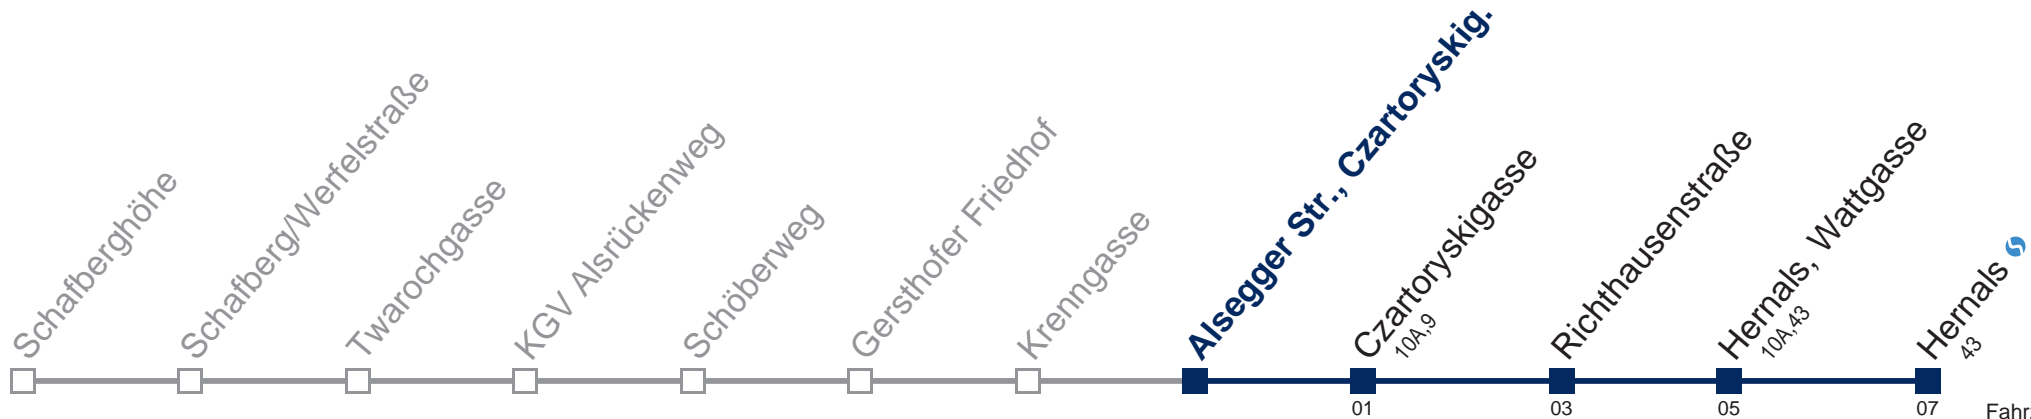 Schafberghöhe
Schafberg/Werfelstraße
Twarochgasse
KGV Alsrückenweg
Schöberweg
Gersthofer Friedhof
Krenngasse
Alsegger Str., Czartoryskig.
Czartoryskigasse
10A,9
Richthausenstraße
Hernals, Wattgasse
10A,43
Hernals
43
01
03
05
07
Fahr